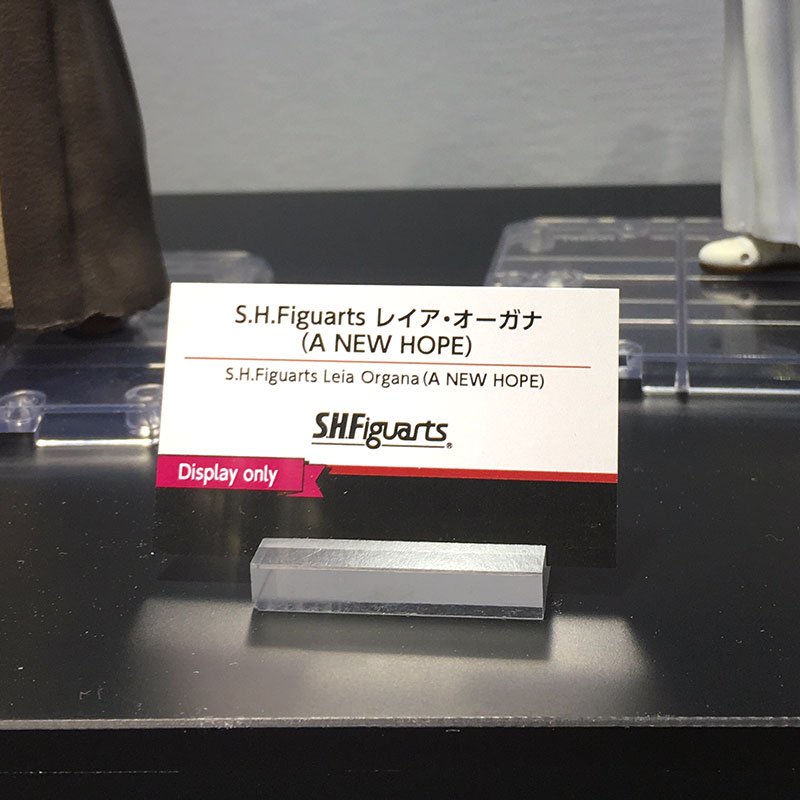 S.H.Figuarts レイア・オーガナ
(A NEW HOPE)
S.H.Figuarts Leia Organa (A NEW HOPE)
S.H.Figuarts®
Display only